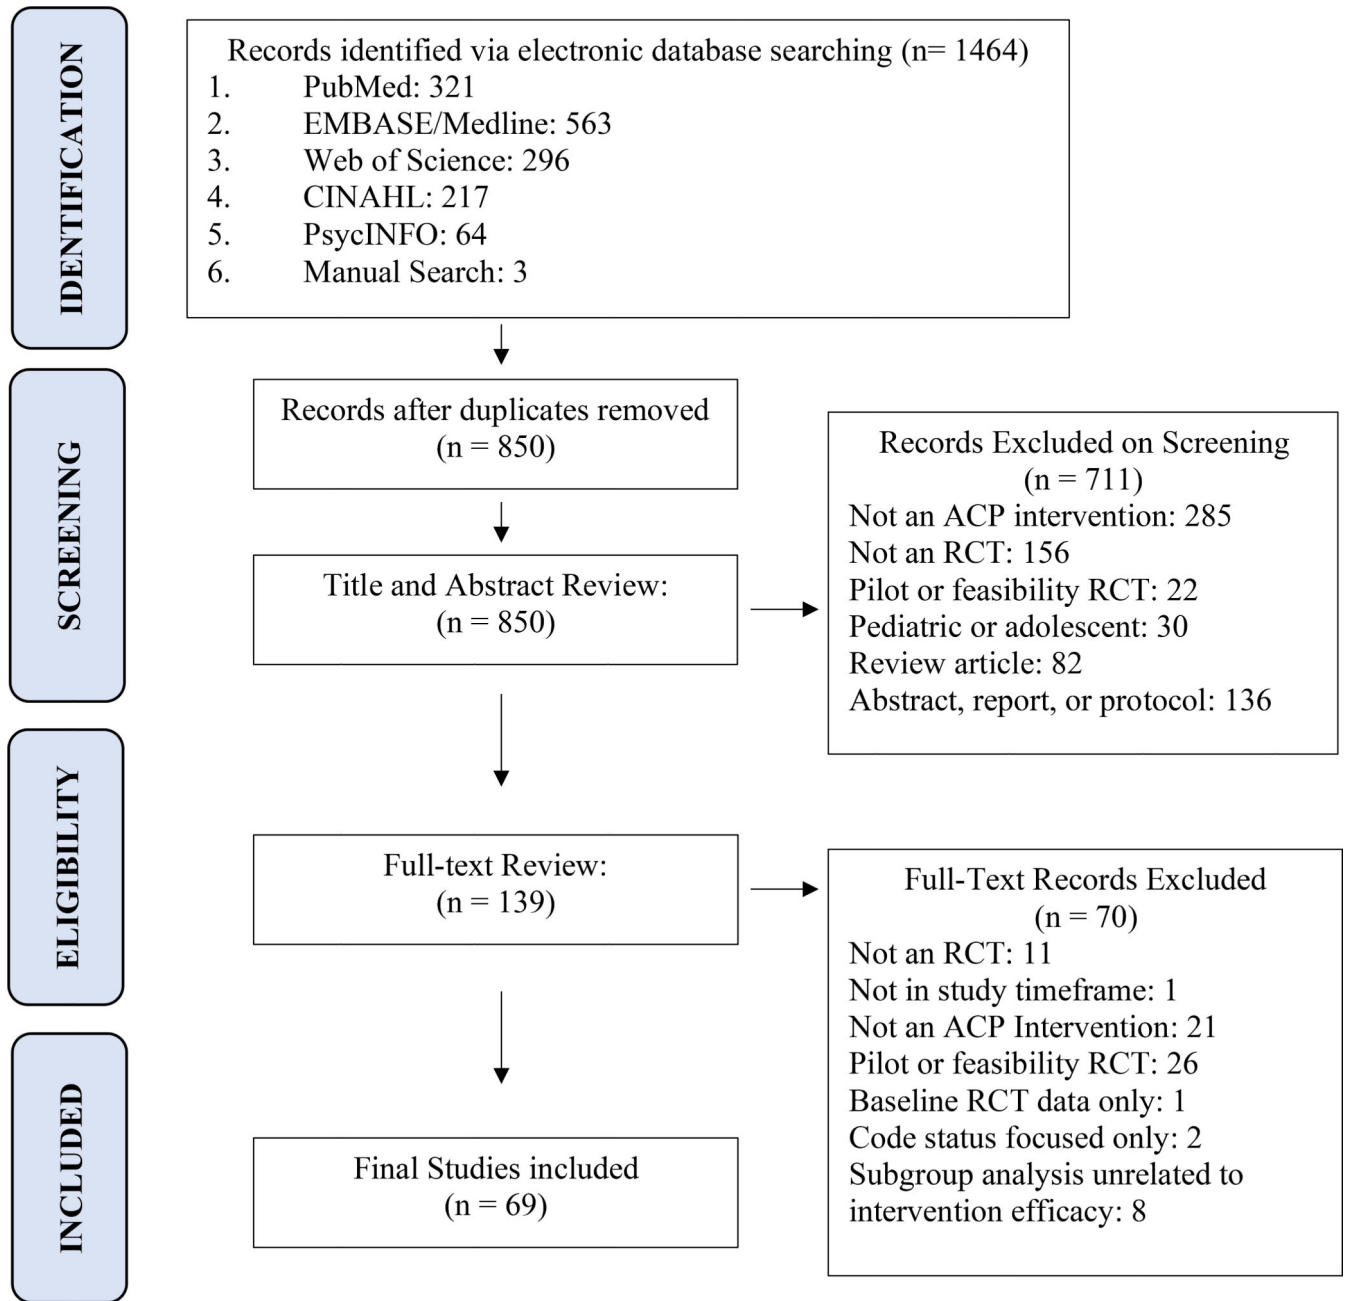 IDENTIFICATION
Records identified via electronic database searching (n= 1464)
1. PubMed: 321
2. EMBASE/Medline: 563
3. Web of Science: 296
4. CINAHL: 217
5. PsycINFO: 64
6. Manual Search: 3
SCREENING
Records after duplicates removed
(n = 850)
Title and Abstract Review:
(n = 850)
Records Excluded on Screening
(n = 711)
Not an ACP intervention: 285
Not an RCT: 156
Pilot or feasibility RCT: 22
Pediatric or adolescent: 30
Review article: 82
Abstract, report, or protocol: 136
ELIGIBILITY
Full-text Review:
(n = 139)
Full-Text Records Excluded
(n = 70)
Not an RCT: 11
Not in study timeframe: 1
Not an ACP Intervention: 21
Pilot or feasibility RCT: 26
Baseline RCT data only: 1
Code status focused only: 2
Subgroup analysis unrelated to
intervention efficacy: 8
INCLUDED
Final Studies included
(n = 69)